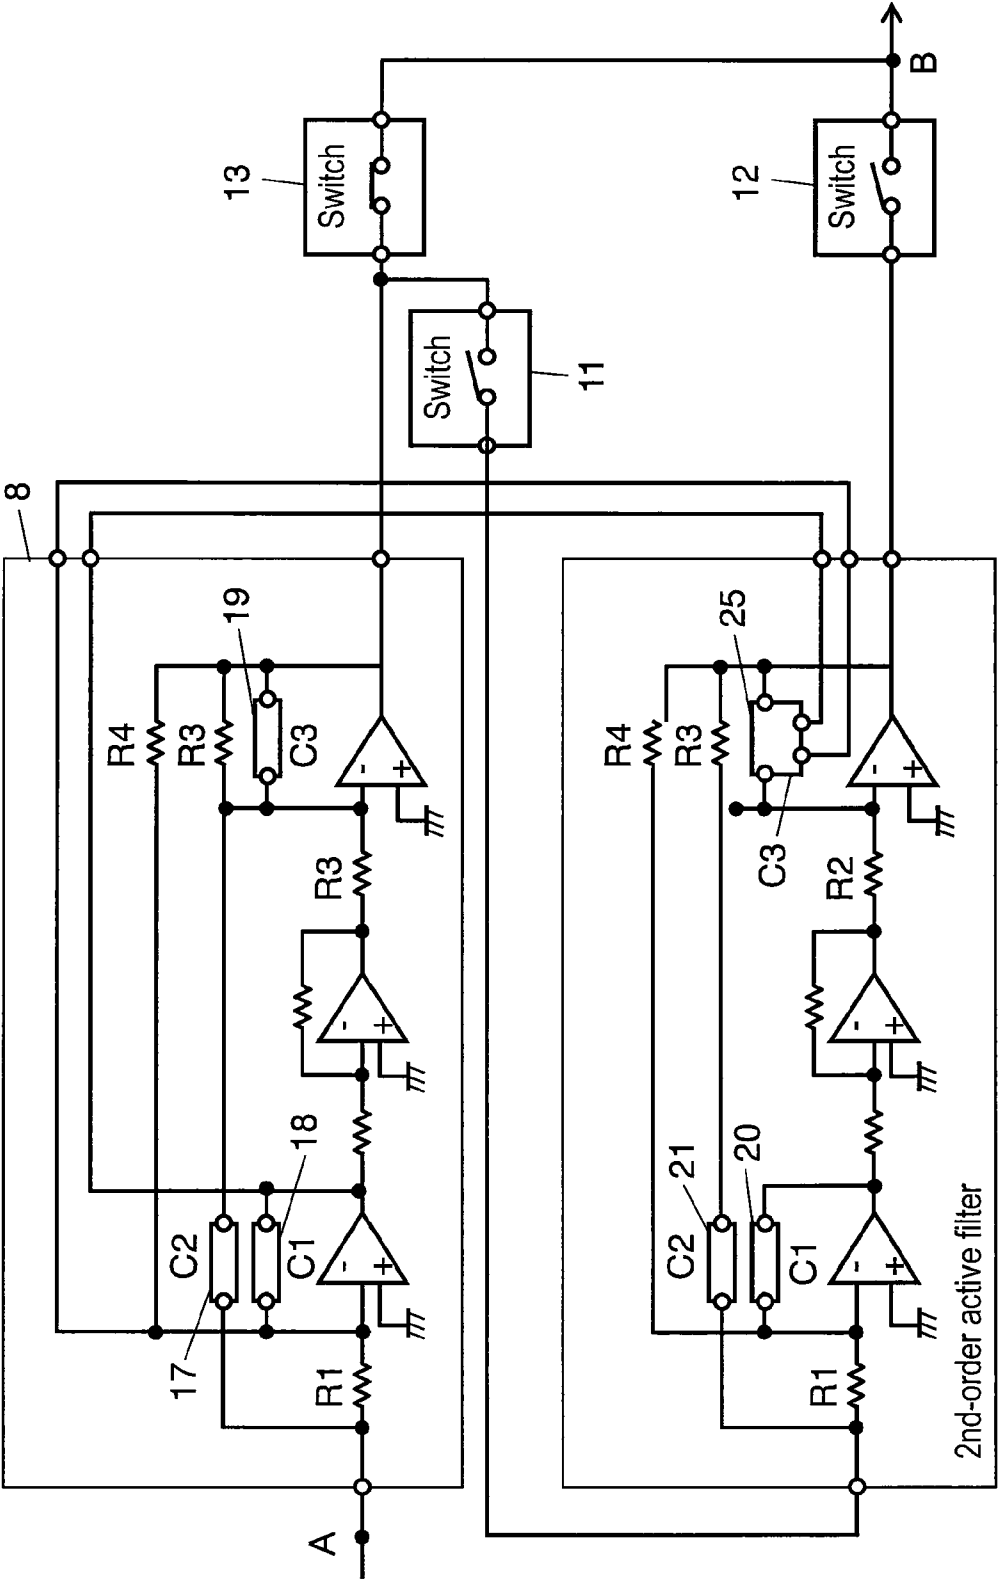 8
A
R1
17
C2
C1
18
-
+
-
+
R3
R4
R3
19
C3
-
+
Switch
13
Switch
11
R1
21
C2
20
C1
-
+
-
+
R2
R4
R3
25
C3
-
+
Switch
12
B
2nd-order active filter